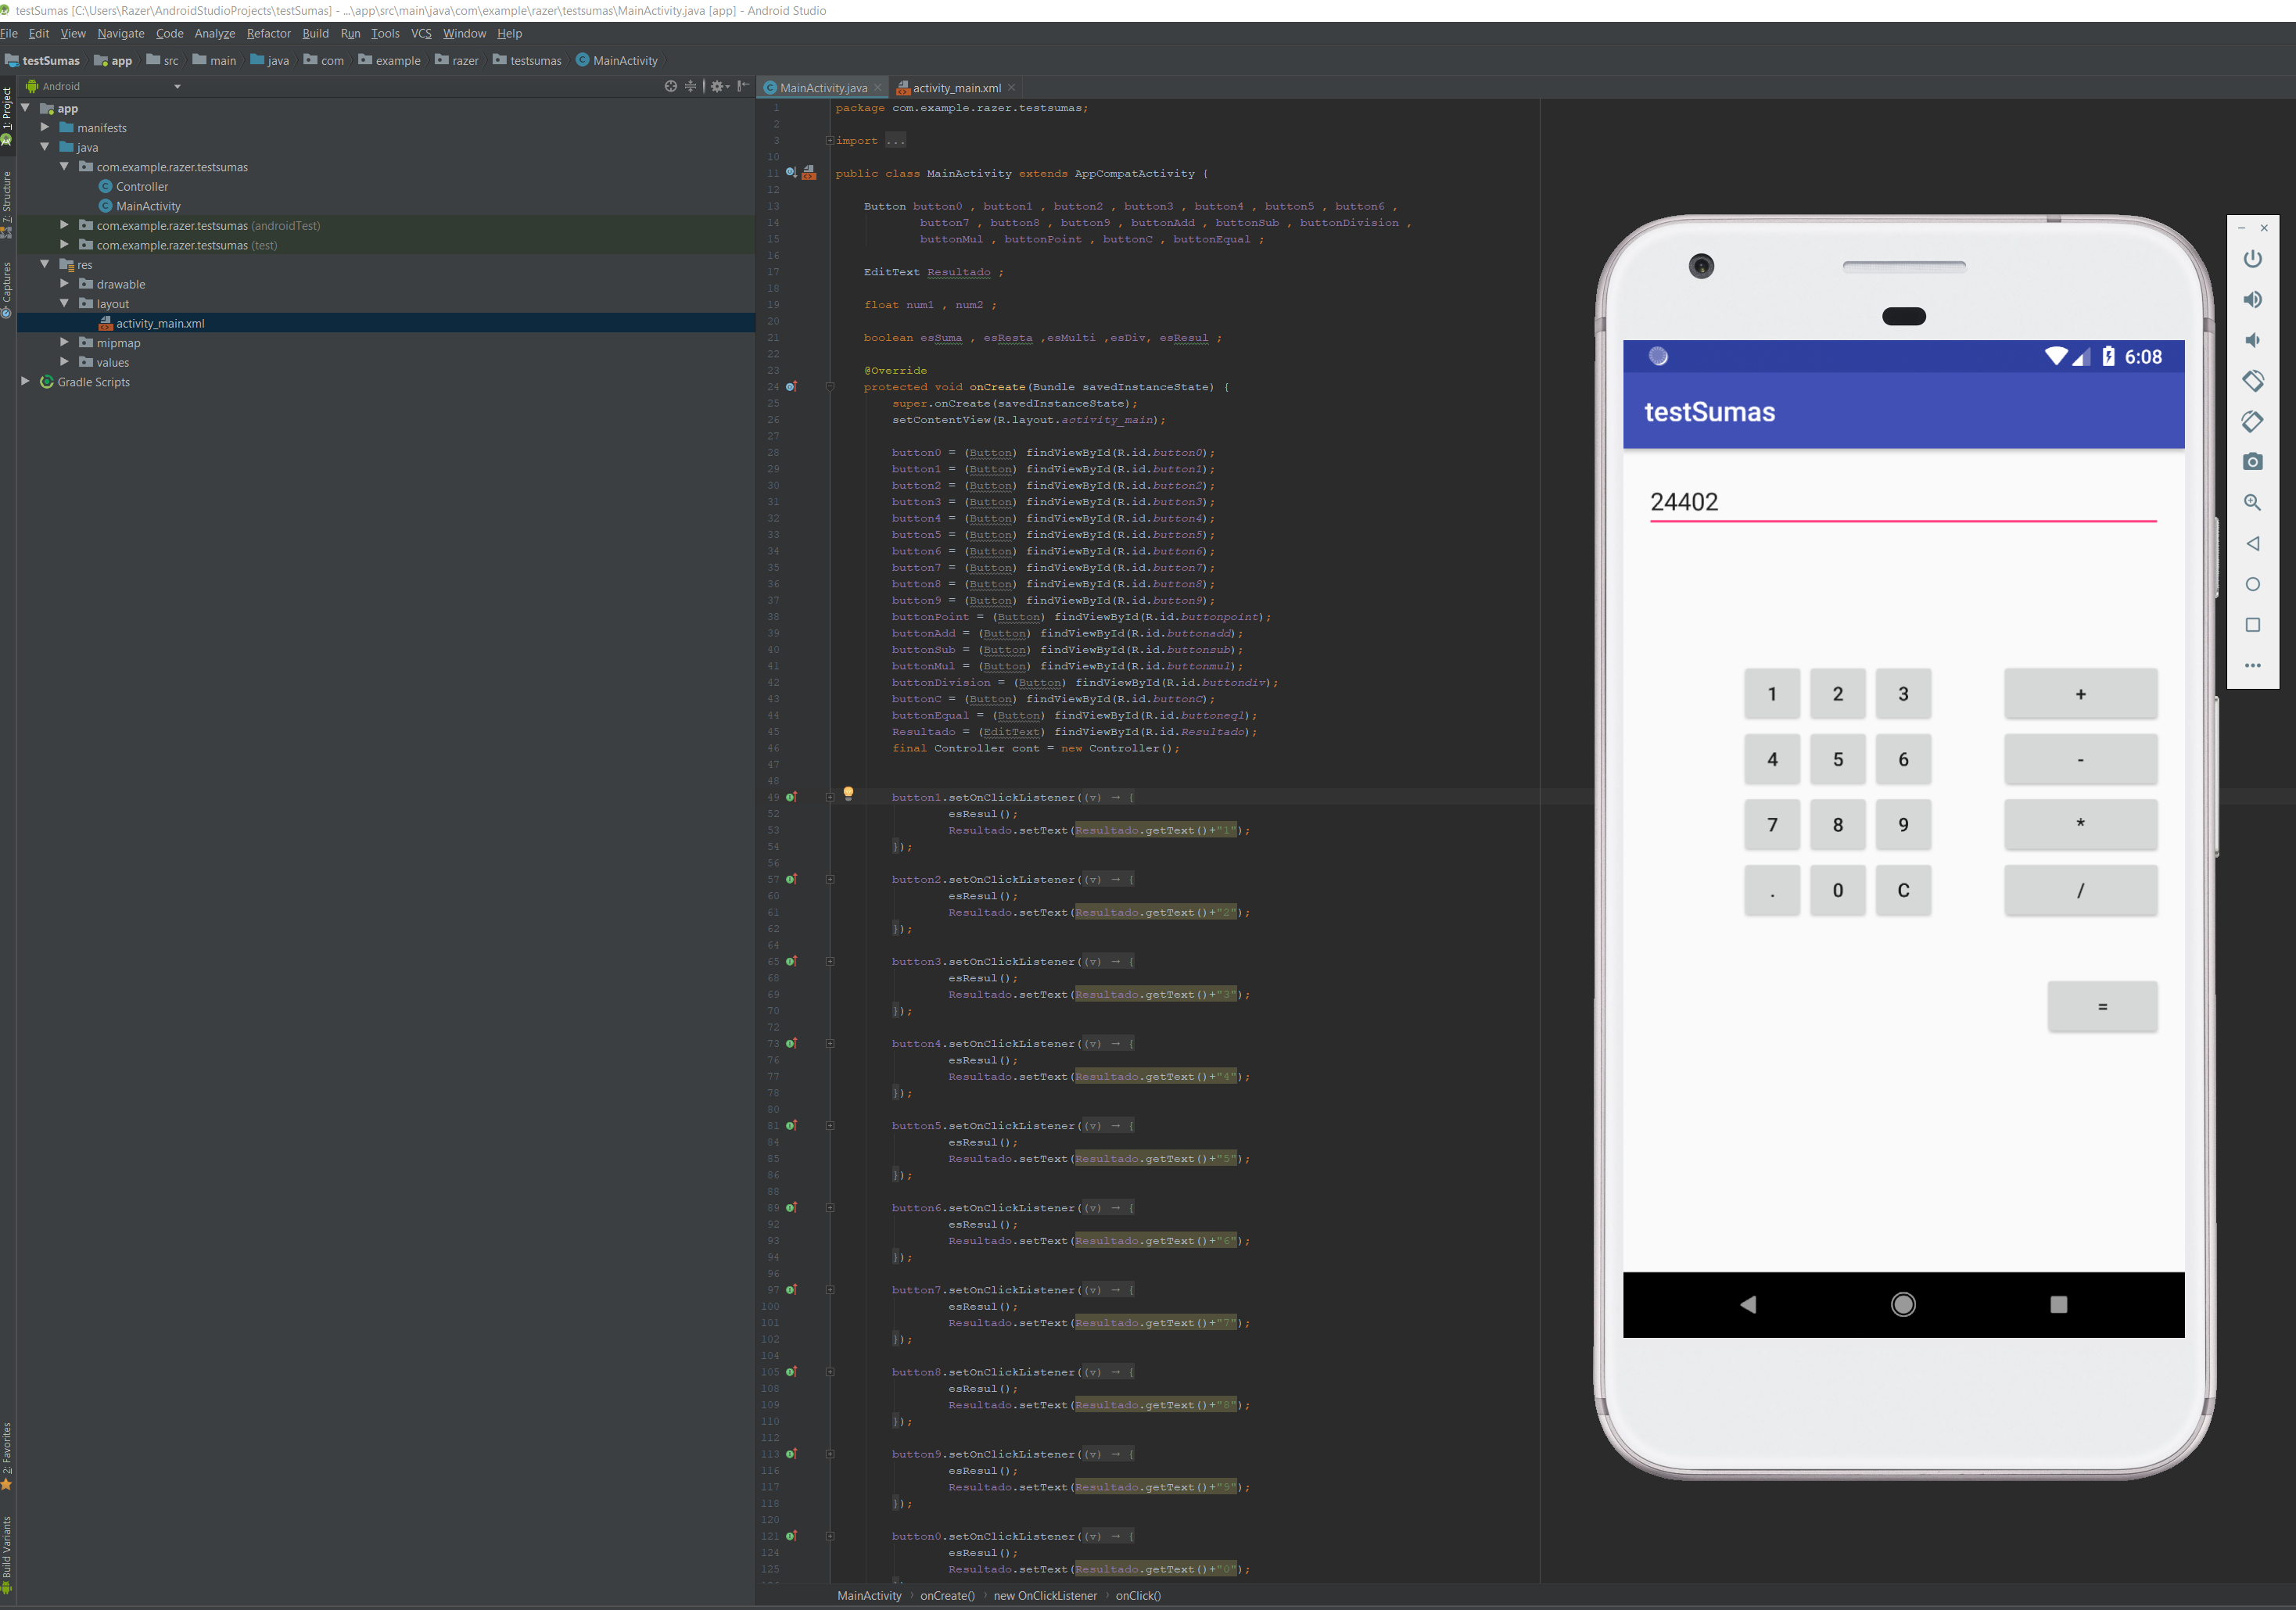 testSumas [C:\Users\Razer\AndroidStudioProjects\testSumas] - ...\app\src\main\java\com\example\razer\testsumas\MainActivity.java [app] - Android Studio
File Edit View Navigate Code Analyze Refactor Build Run Tools VCS Window Help
testSumas app src main java com example razer testsumas MainActivity
1: Project
7: Structure
Captures
2: Favorites
Build Variants
Android
app
manifests
java
com.example.razer.testsumas
Controller
MainActivity
com.example.razer.testsumas (androidTest)
com.example.razer.testsumas (test)
res
drawable
layout
activity_main.xml
mipmap
values
Gradle Scripts
MainActivity.java activity_main.xml
1 package com.example.razer.testsumas;
2
3 import ...
10
11 public class MainActivity extends AppCompatActivity {
12
13 Button button0 , button1 , button2 , button3 , button4 , button5 , button6 ,
14 button7 , button8 , button9 , buttonAdd , buttonSub , buttonDivision ,
15 buttonMul , buttonPoint , buttonC , buttonEqual ;
16
17 EditText Resultado ;
18
19 float num1 , num2 ;
20
21 boolean esSuma , esResta ,esMulti ,esDiv, esResul ;
22
23 @Override
24 protected void onCreate(Bundle savedInstanceState) {
25 super.onCreate(savedInstanceState);
26 setContentView(R.layout.activity_main);
27
28 button0 = (Button) findViewById(R.id.button0);
29 button1 = (Button) findViewById(R.id.button1);
30 button2 = (Button) findViewById(R.id.button2);
31 button3 = (Button) findViewById(R.id.button3);
32 button4 = (Button) findViewById(R.id.button4);
33 button5 = (Button) findViewById(R.id.button5);
34 button6 = (Button) findViewById(R.id.button6);
35 button7 = (Button) findViewById(R.id.button7);
36 button8 = (Button) findViewById(R.id.button8);
37 button9 = (Button) findViewById(R.id.button9);
38 buttonPoint = (Button) findViewById(R.id.buttonpoint);
39 buttonAdd = (Button) findViewById(R.id.buttonadd);
40 buttonSub = (Button) findViewById(R.id.buttonsub);
41 buttonMul = (Button) findViewById(R.id.buttonmul);
42 buttonDivision = (Button) findViewById(R.id.buttondiv);
43 buttonC = (Button) findViewById(R.id.buttonC);
44 buttonEqual = (Button) findViewById(R.id.buttoneql);
45 Resultado = (EditText) findViewById(R.id.Resultado);
46 final Controller cont = new Controller();
47
48
49 button1.setOnClickListener((v) → {
52 esResul();
53 Resultado.setText(Resultado.getText()+"1");
54 });
56
57 button2.setOnClickListener((v) → {
60 esResul();
61 Resultado.setText(Resultado.getText()+"2");
62 });
64
65 button3.setOnClickListener((v) → {
68 esResul();
69 Resultado.setText(Resultado.getText()+"3");
70 });
72
73 button4.setOnClickListener((v) → {
76 esResul();
77 Resultado.setText(Resultado.getText()+"4");
78 });
80
81 button5.setOnClickListener((v) → {
84 esResul();
85 Resultado.setText(Resultado.getText()+"5");
86 });
88
89 button6.setOnClickListener((v) → {
92 esResul();
93 Resultado.setText(Resultado.getText()+"6");
94 });
96
97 button7.setOnClickListener((v) → {
100 esResul();
101 Resultado.setText(Resultado.getText()+"7");
102 });
104
105 button8.setOnClickListener((v) → {
108 esResul();
109 Resultado.setText(Resultado.getText()+"8");
110 });
112
113 button9.setOnClickListener((v) → {
116 esResul();
117 Resultado.setText(Resultado.getText()+"9");
118 });
120
121 button0.setOnClickListener((v) → {
124 esResul();
125 Resultado.setText(Resultado.getText()+"0");
MainActivity onCreate() new OnClickListener onClick()
6:08
testSumas
24402
1 2 3 +
4 5 6 -
7 8 9 *
. 0 C /
=